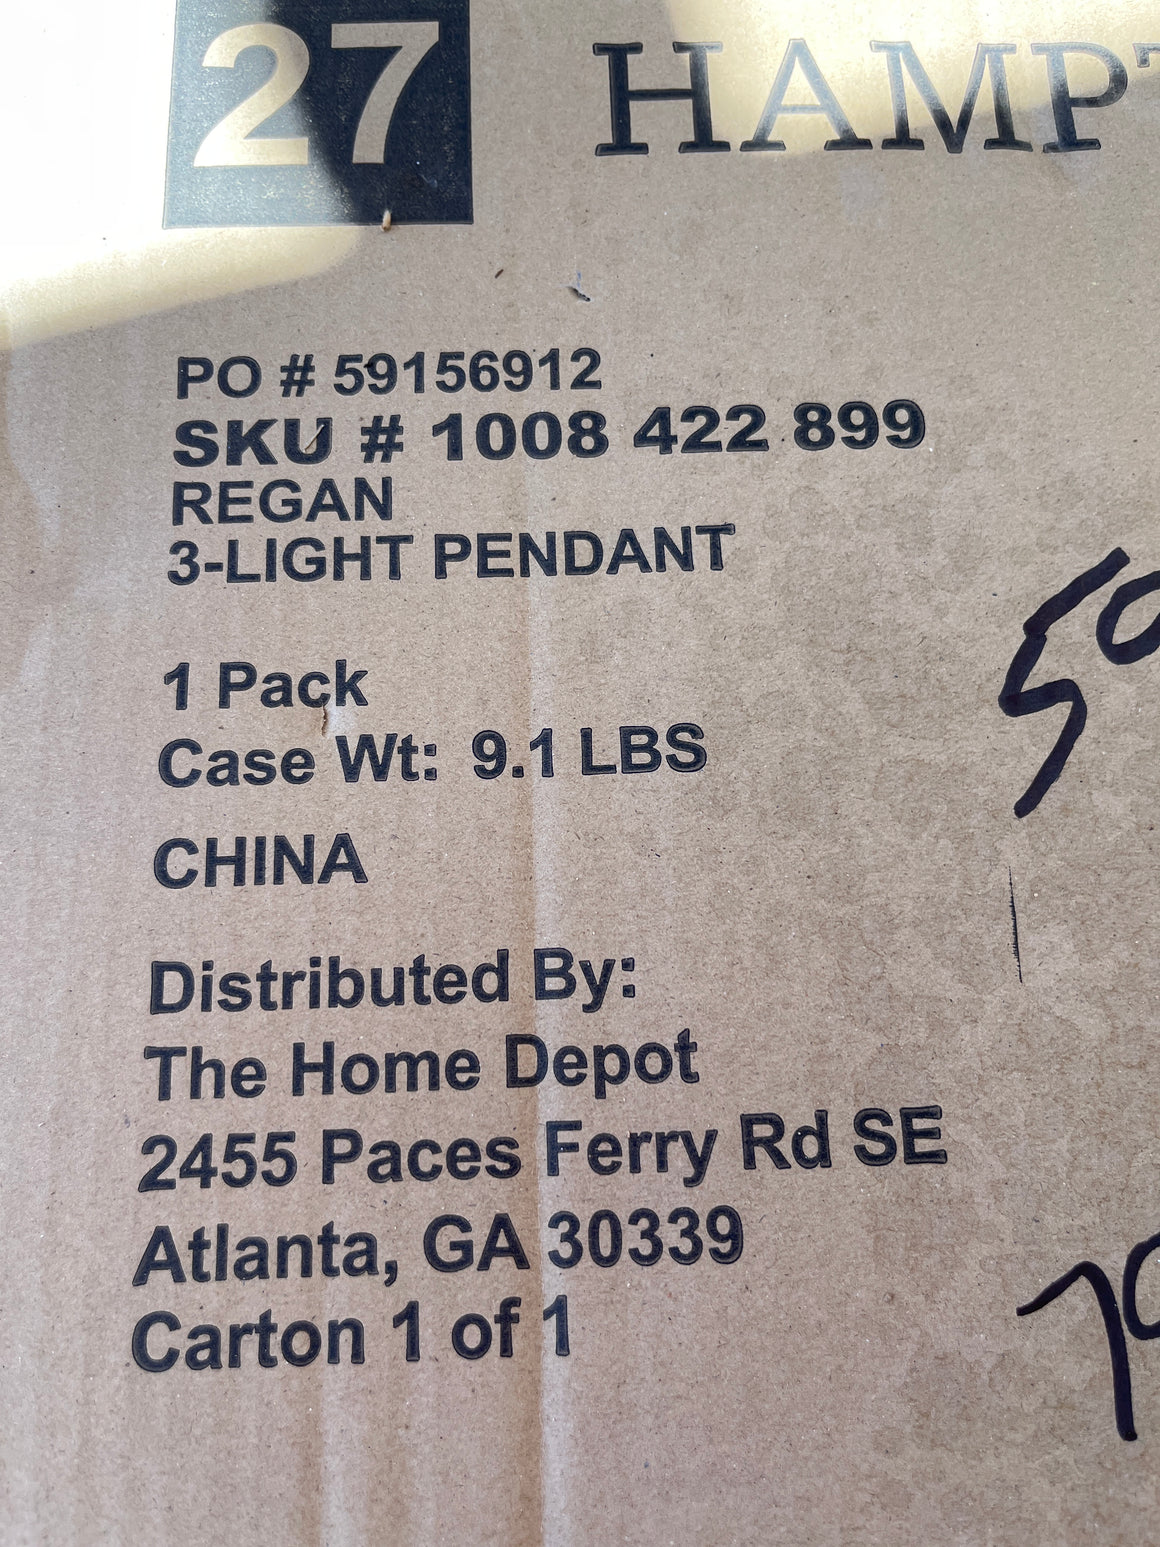 27
HAMPT
PO # 59156912
SKU # 1008 422 899
REGAN
3-LIGHT PENDANT
1 Pack
Case Wt: 9.1 LBS
CHINA
Distributed By:
The Home Depot
2455 Paces Ferry Rd SE
Atlanta, GA 30339
Carton 1 of 1